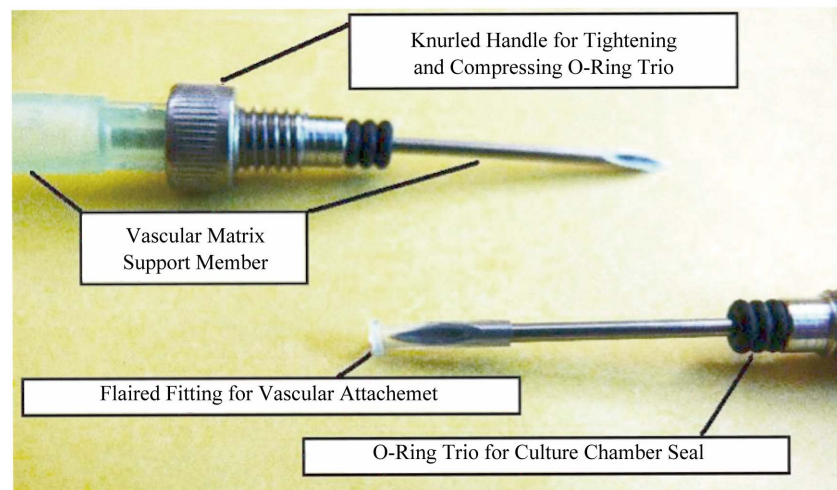 Knurled Handle for Tightening
and Compressing O-Ring Trio
Vascular Matrix
Support Member
Flaired Fitting for Vascular Attachemet
O-Ring Trio for Culture Chamber Seal